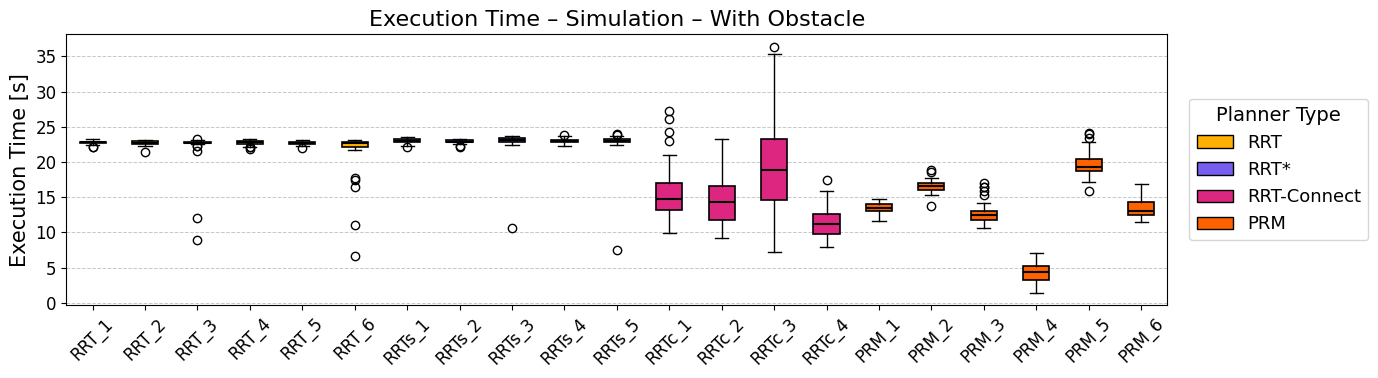 Execution Time – Simulation – With Obstacle
Execution Time [s]
35
30
25
20
15
10
5
0
RRT_1
RRT_2
RRT_3
RRT_4
RRT_5
RRT_6
RRTs_1
RRTs_2
RRTs_3
RRTs_4
RRTs_5
RRTc_1
RRTc_2
RRTc_3
RRTc_4
PRM_1
PRM_2
PRM_3
PRM_4
PRM_5
PRM_6
Planner Type
RRT
RRT*
RRT-Connect
PRM